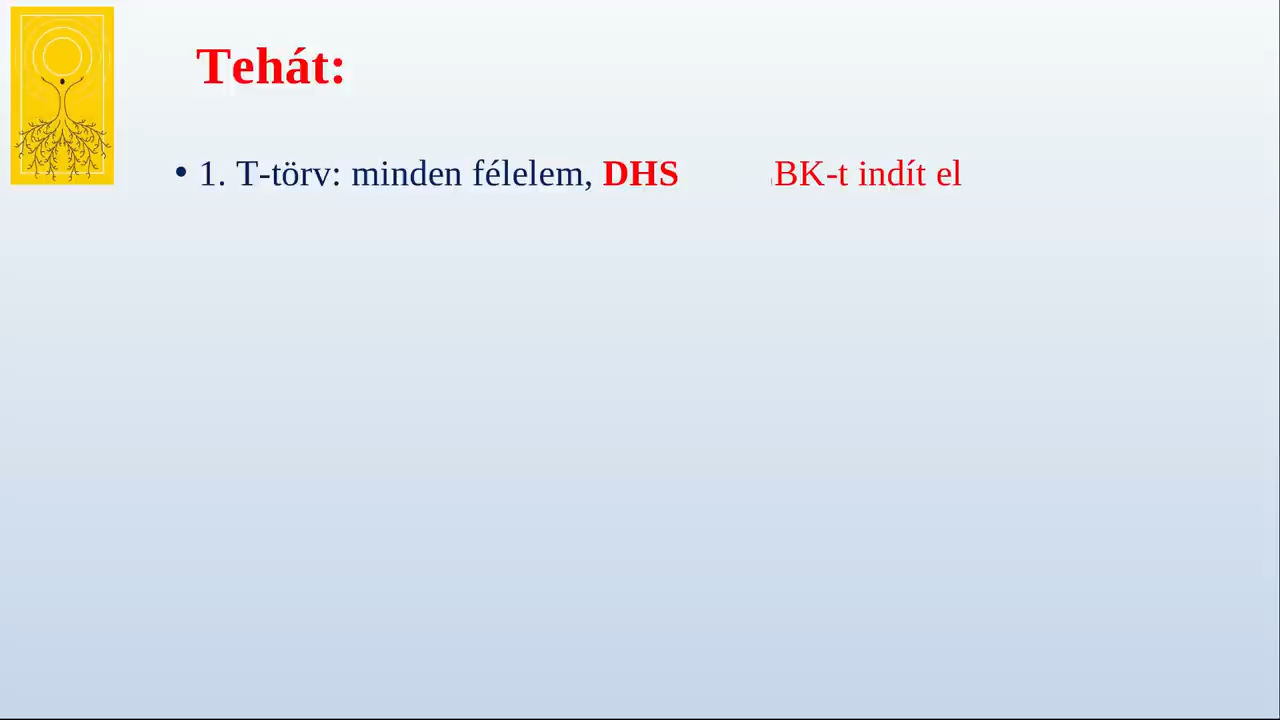 Tehát:
• 1. T-törv: minden félelem, DHS BK-t indít el